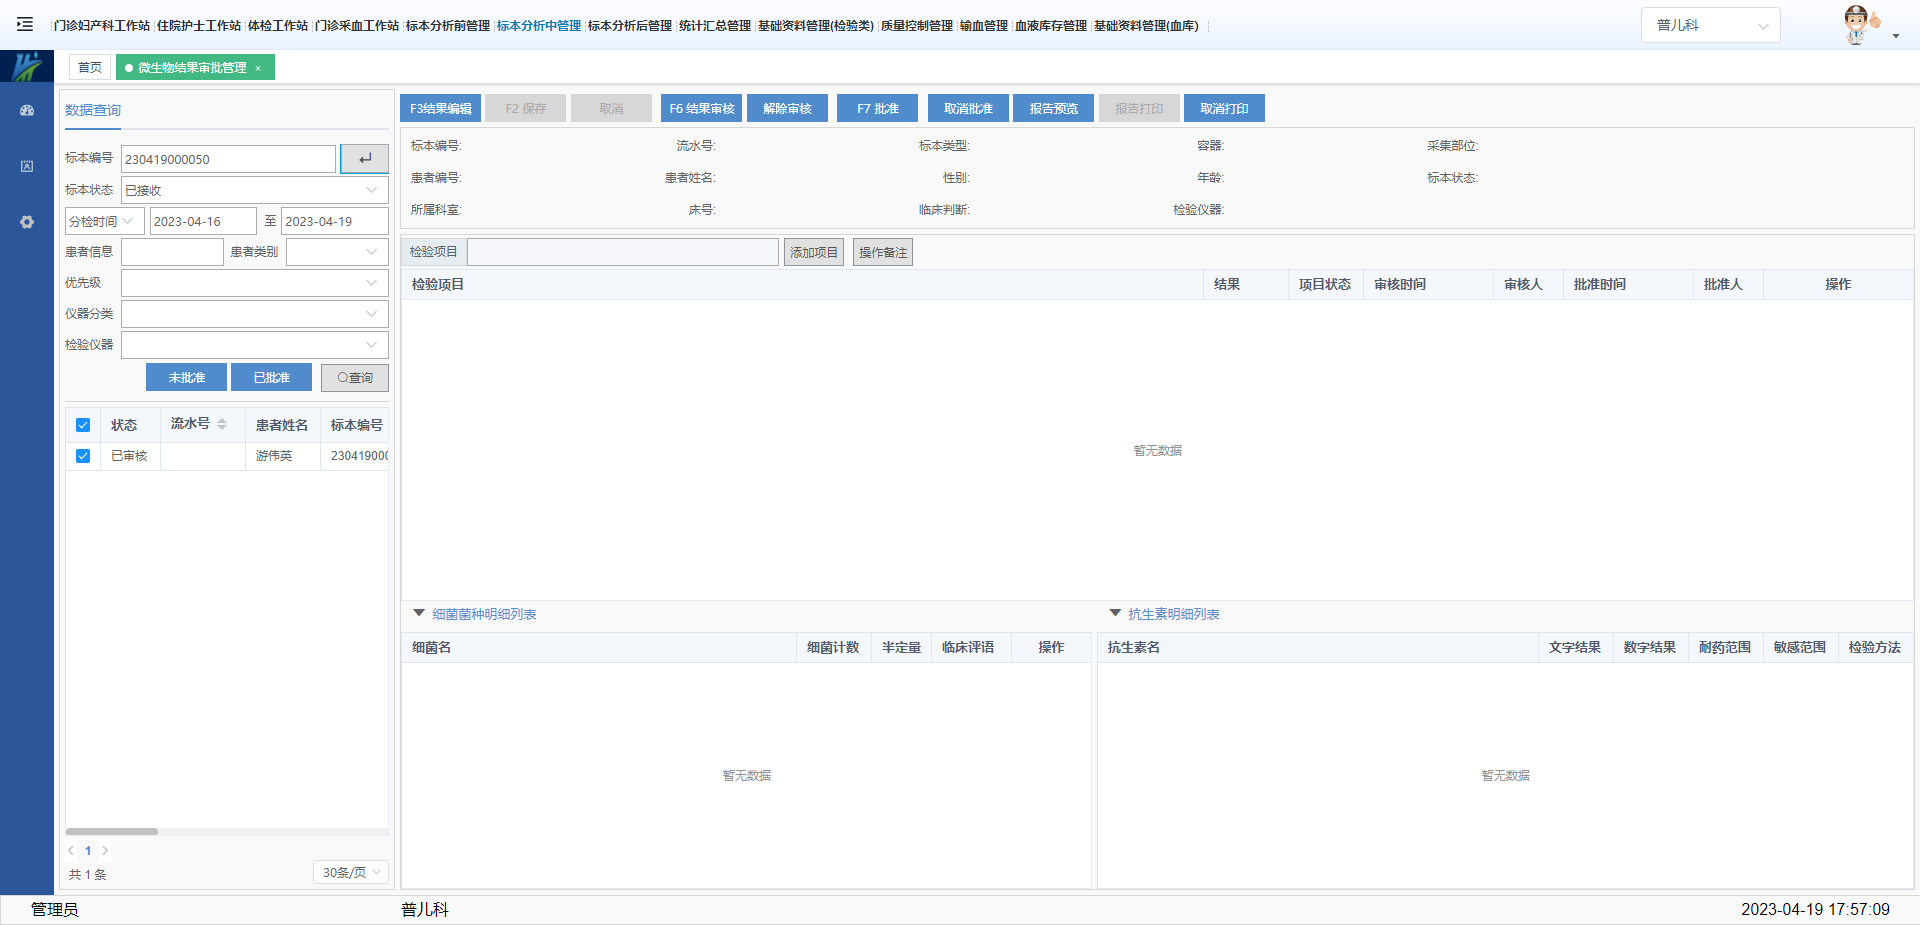 门诊妇产科工作站 住院护士工作站 体检工作站 门诊采血工作站 标本分析前管理 标本分析中管理 标本分析后管理 统计汇总管理 基础资料管理(检验类) 质量控制管理 输血管理 血液库存管理 基础资料管理(血库) 普儿科
首页 微生物结果审批管理 ×
数据查询
标本编号 230419000050
标本状态 已接收
分检时间 2023-04-16 至 2023-04-19
患者信息 患者类别
优先级
仪器分类
检验仪器
未批准 已批准 查询
状态 流水号 患者姓名 标本编号
已审核 游伟英 23041900
1
共 1 条 30条/页
F3结果编辑 F2 保存 取消 F6 结果审核 解除审核 F7 批准 取消批准 报告预览 报告打印 取消打印
标本编号: 流水号: 标本类型: 容器: 采集部位:
患者编号: 患者姓名: 性别: 年龄: 标本状态:
所属科室: 床号: 临床判断: 检验仪器:
检验项目 添加项目 操作备注
检验项目 结果 项目状态 审核时间 审核人 批准时间 批准人 操作
暂无数据
细菌菌种明细列表
细菌名 细菌计数 半定量 临床评语 操作
暂无数据
抗生素明细列表
抗生素名 文字结果 数字结果 耐药范围 敏感范围 检验方法
暂无数据
管理员 普儿科 2023-04-19 17:57:09